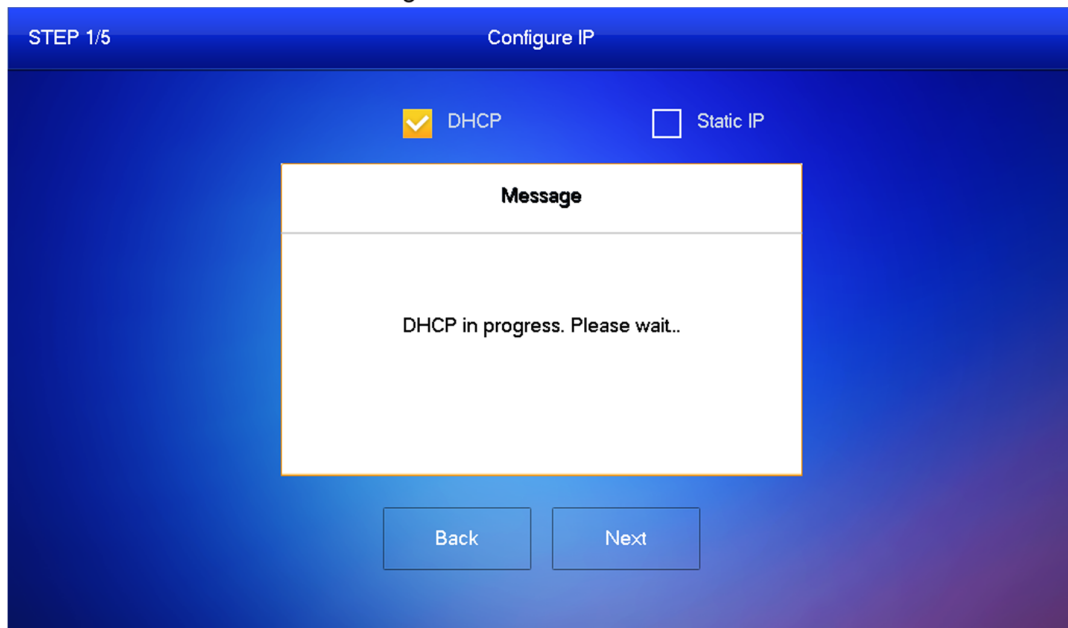 STEP 1/5
Configure IP
DHCP
Static IP
Message
DHCP in progress. Please wait...
Back
Next